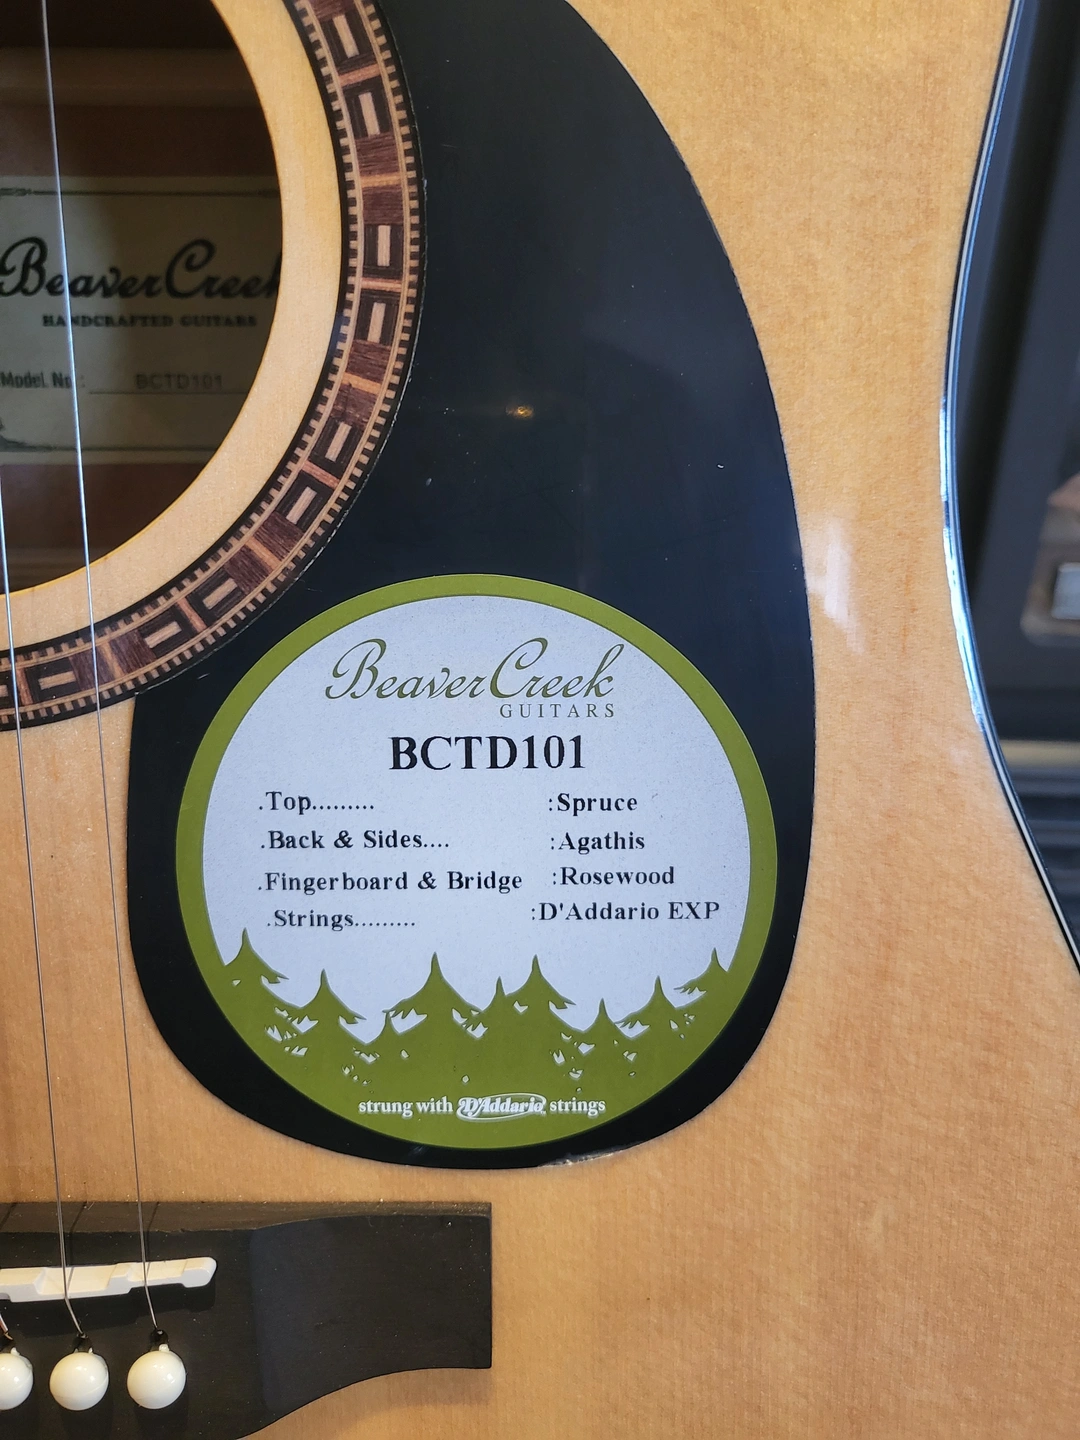 BeaverCreek
HANDCRAFTED GUITARS
Model. No : BCTD101
BeaverCreek
GUITARS
BCTD101
.Top......... :Spruce
.Back & Sides.... :Agathis
.Fingerboard & Bridge :Rosewood
.Strings......... :D'Addario EXP
strung with D'Addario strings